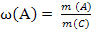 ω(A) = m (A) / m(C)